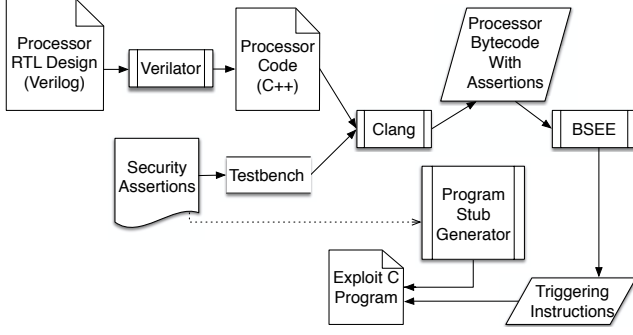 Processor
RTL Design
(Verilog)
Verilator
Processor
Code
(C++)
Processor
Bytecode
With
Assertions
Clang
BSEE
Security
Assertions
Testbench
Program
Stub
Generator
Exploit C
Program
Triggering
Instructions